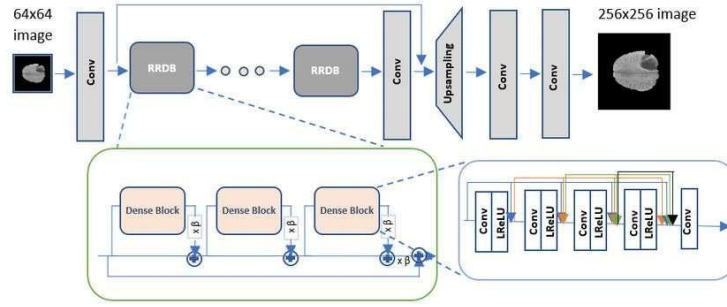 64x64
image
256x256 image
Conv
RRDB
RRDB
Conv
Upsampling
Conv
Conv
Dense Block
x β
Dense Block
x β
Dense Block
x β
x β
Conv
LReLU
Conv
LReLU
Conv
LReLU
Conv
LReLU
Conv